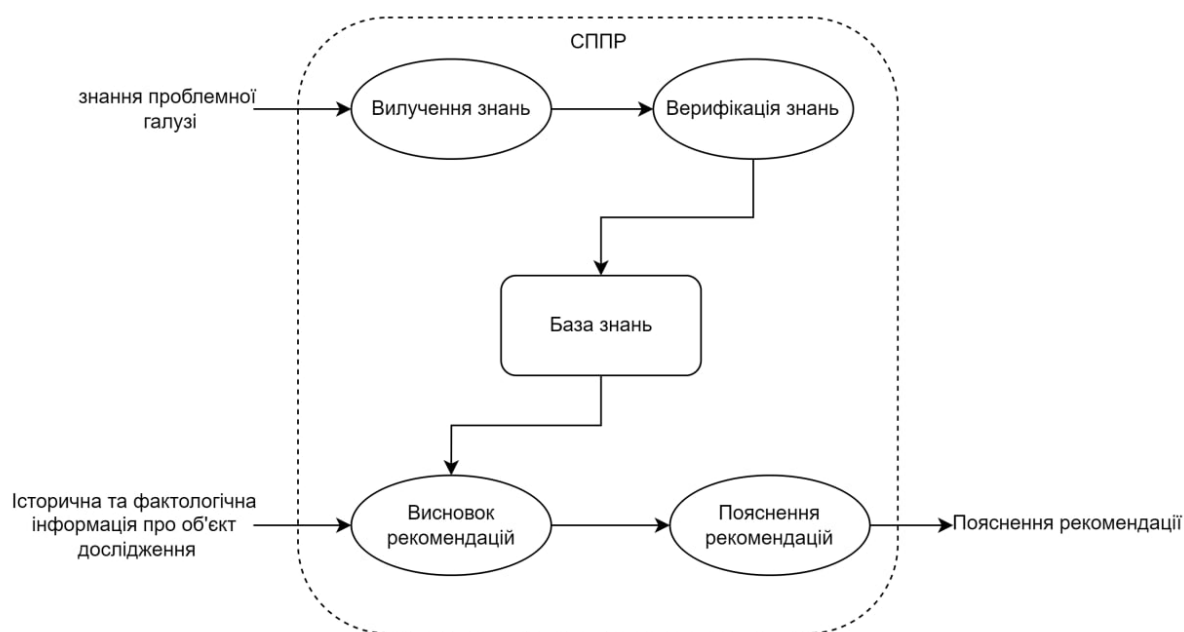 СППР
знання проблемної
галузі
Вилучення знань
Верифікація знань
База знань
Історична та фактологічна
інформація про об'єкт
дослідження
Висновок
рекомендацій
Пояснення
рекомендацій
Пояснення рекомендації